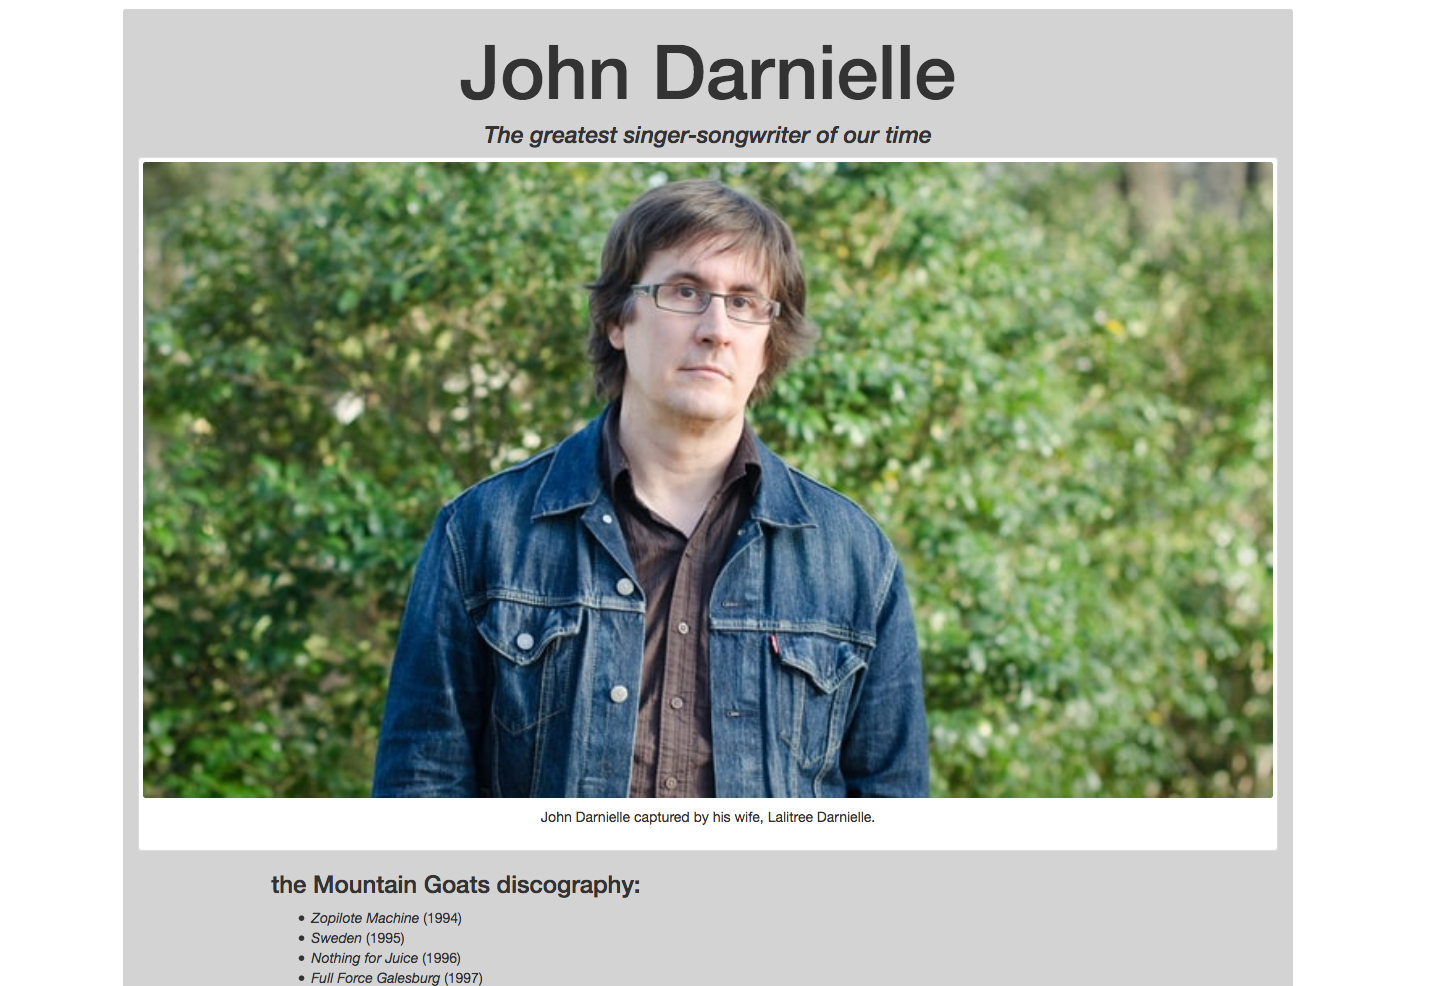 John Darnielle
The greatest singer-songwriter of our time
John Darnielle captured by his wife, Lalitree Darnielle.
the Mountain Goats discography:
• Zopilote Machine (1994)
• Sweden (1995)
• Nothing for Juice (1996)
• Full Force Galesburg (1997)